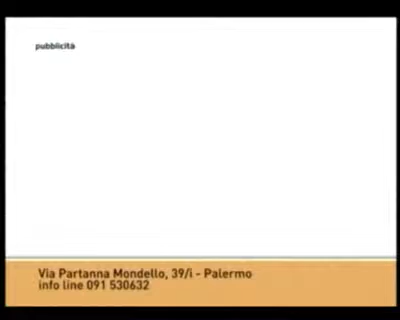 pubblicità
Via Partanna Mondello, 39/i - Palermo
info line 091 530632